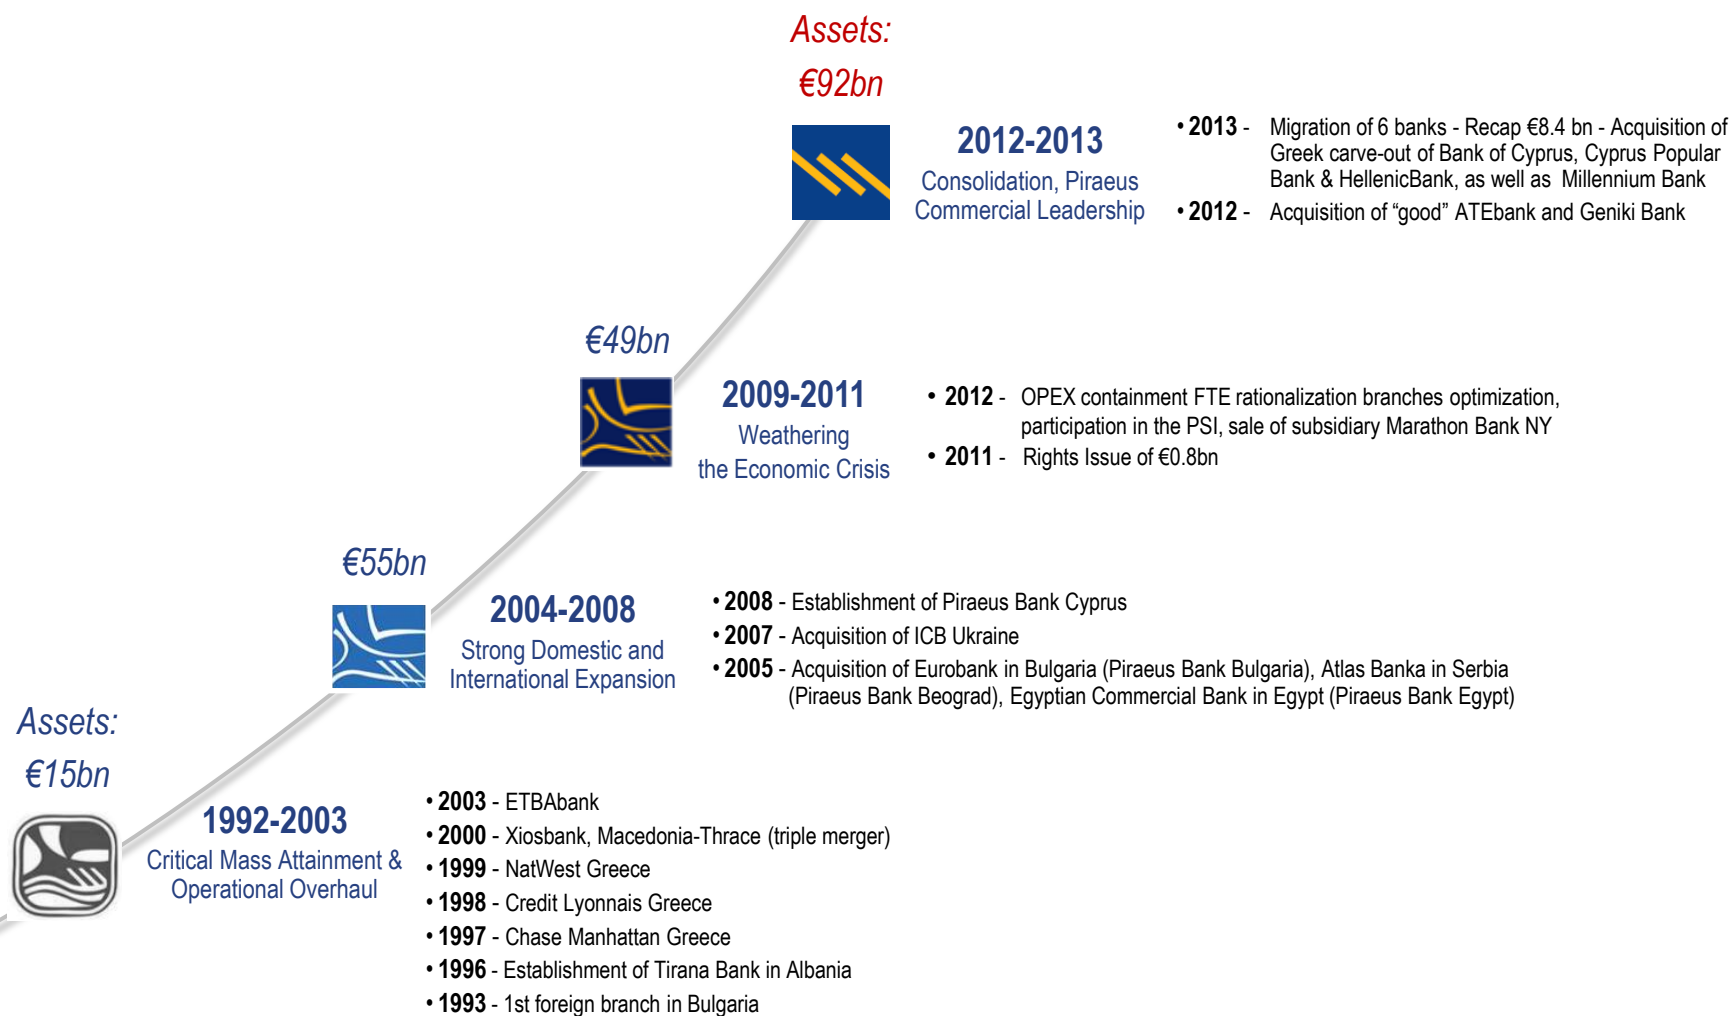 Assets:
€92bn
2012-2013
Consolidation, Piraeus
Commercial Leadership
• 2013 - Migration of 6 banks - Recap €8.4 bn - Acquisition of
Greek carve-out of Bank of Cyprus, Cyprus Popular
Bank & HellenicBank, as well as Millennium Bank
• 2012 - Acquisition of “good” ATEbank and Geniki Bank
€49bn
2009-2011
Weathering
the Economic Crisis
• 2012 - OPEX containment FTE rationalization branches optimization,
participation in the PSI, sale of subsidiary Marathon Bank NY
• 2011 - Rights Issue of €0.8bn
€55bn
2004-2008
Strong Domestic and
International Expansion
• 2008 - Establishment of Piraeus Bank Cyprus
• 2007 - Acquisition of ICB Ukraine
• 2005 - Acquisition of Eurobank in Bulgaria (Piraeus Bank Bulgaria), Atlas Banka in Serbia
(Piraeus Bank Beograd), Egyptian Commercial Bank in Egypt (Piraeus Bank Egypt)
Assets:
€15bn
1992-2003
Critical Mass Attainment &
Operational Overhaul
• 2003 - ETBAbank
• 2000 - Xiosbank, Macedonia-Thrace (triple merger)
• 1999 - NatWest Greece
• 1998 - Credit Lyonnais Greece
• 1997 - Chase Manhattan Greece
• 1996 - Establishment of Tirana Bank in Albania
• 1993 - 1st foreign branch in Bulgaria